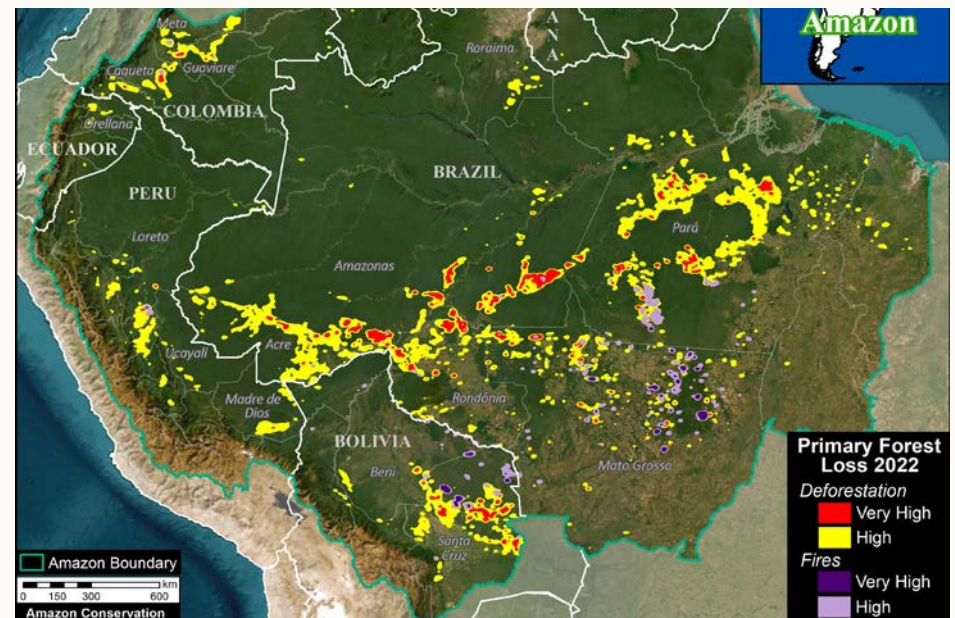 Amazon
Meta
Guaviare
Caqueta
COLOMBIA
Orellana
ECUADOR
PERU
Loreto
Roraima
A
N
A
BRAZIL
Pará
Amazonas
Acre
Ucayali
Madre de
Dios
Rondônia
BOLIVIA
Beni
Mato Grosso
Santa
Cruz
Primary Forest
Loss 2022
Deforestation
Very High
High
Fires
Very High
High
Amazon Boundary
km
0 150 300 600
Amazon Conservation